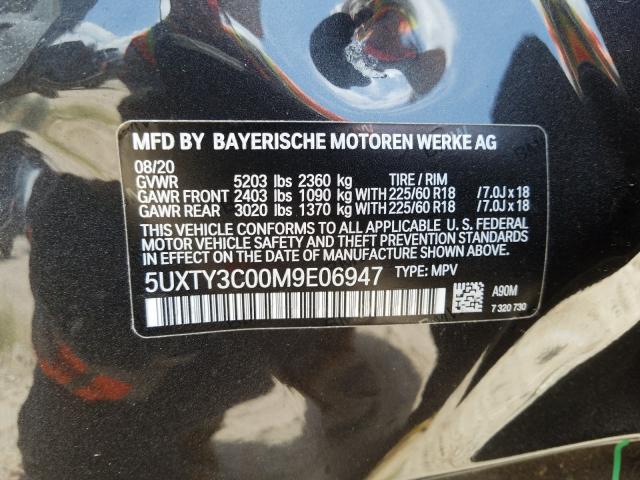 MFD BY BAYERISCHE MOTOREN WERKE AG
08/20
GVWR 5203 lbs 2360 kg TIRE / RIM
GAWR FRONT 2403 lbs 1090 kg WITH 225/60 R18 /7.0J x 18
GAWR REAR 3020 lbs 1370 kg WITH 225/60 R18 /7.0J x 18
THIS VEHICLE CONFORMS TO ALL APPLICABLE U. S. FEDERAL
MOTOR VEHICLE SAFETY AND THEFT PREVENTION STANDARDS
IN EFFECT ON THE DATE OF MANUFACTURE SHOWN ABOVE.
5UXTY3C00M9E06947 TYPE: MPV
A90M
7 320 730